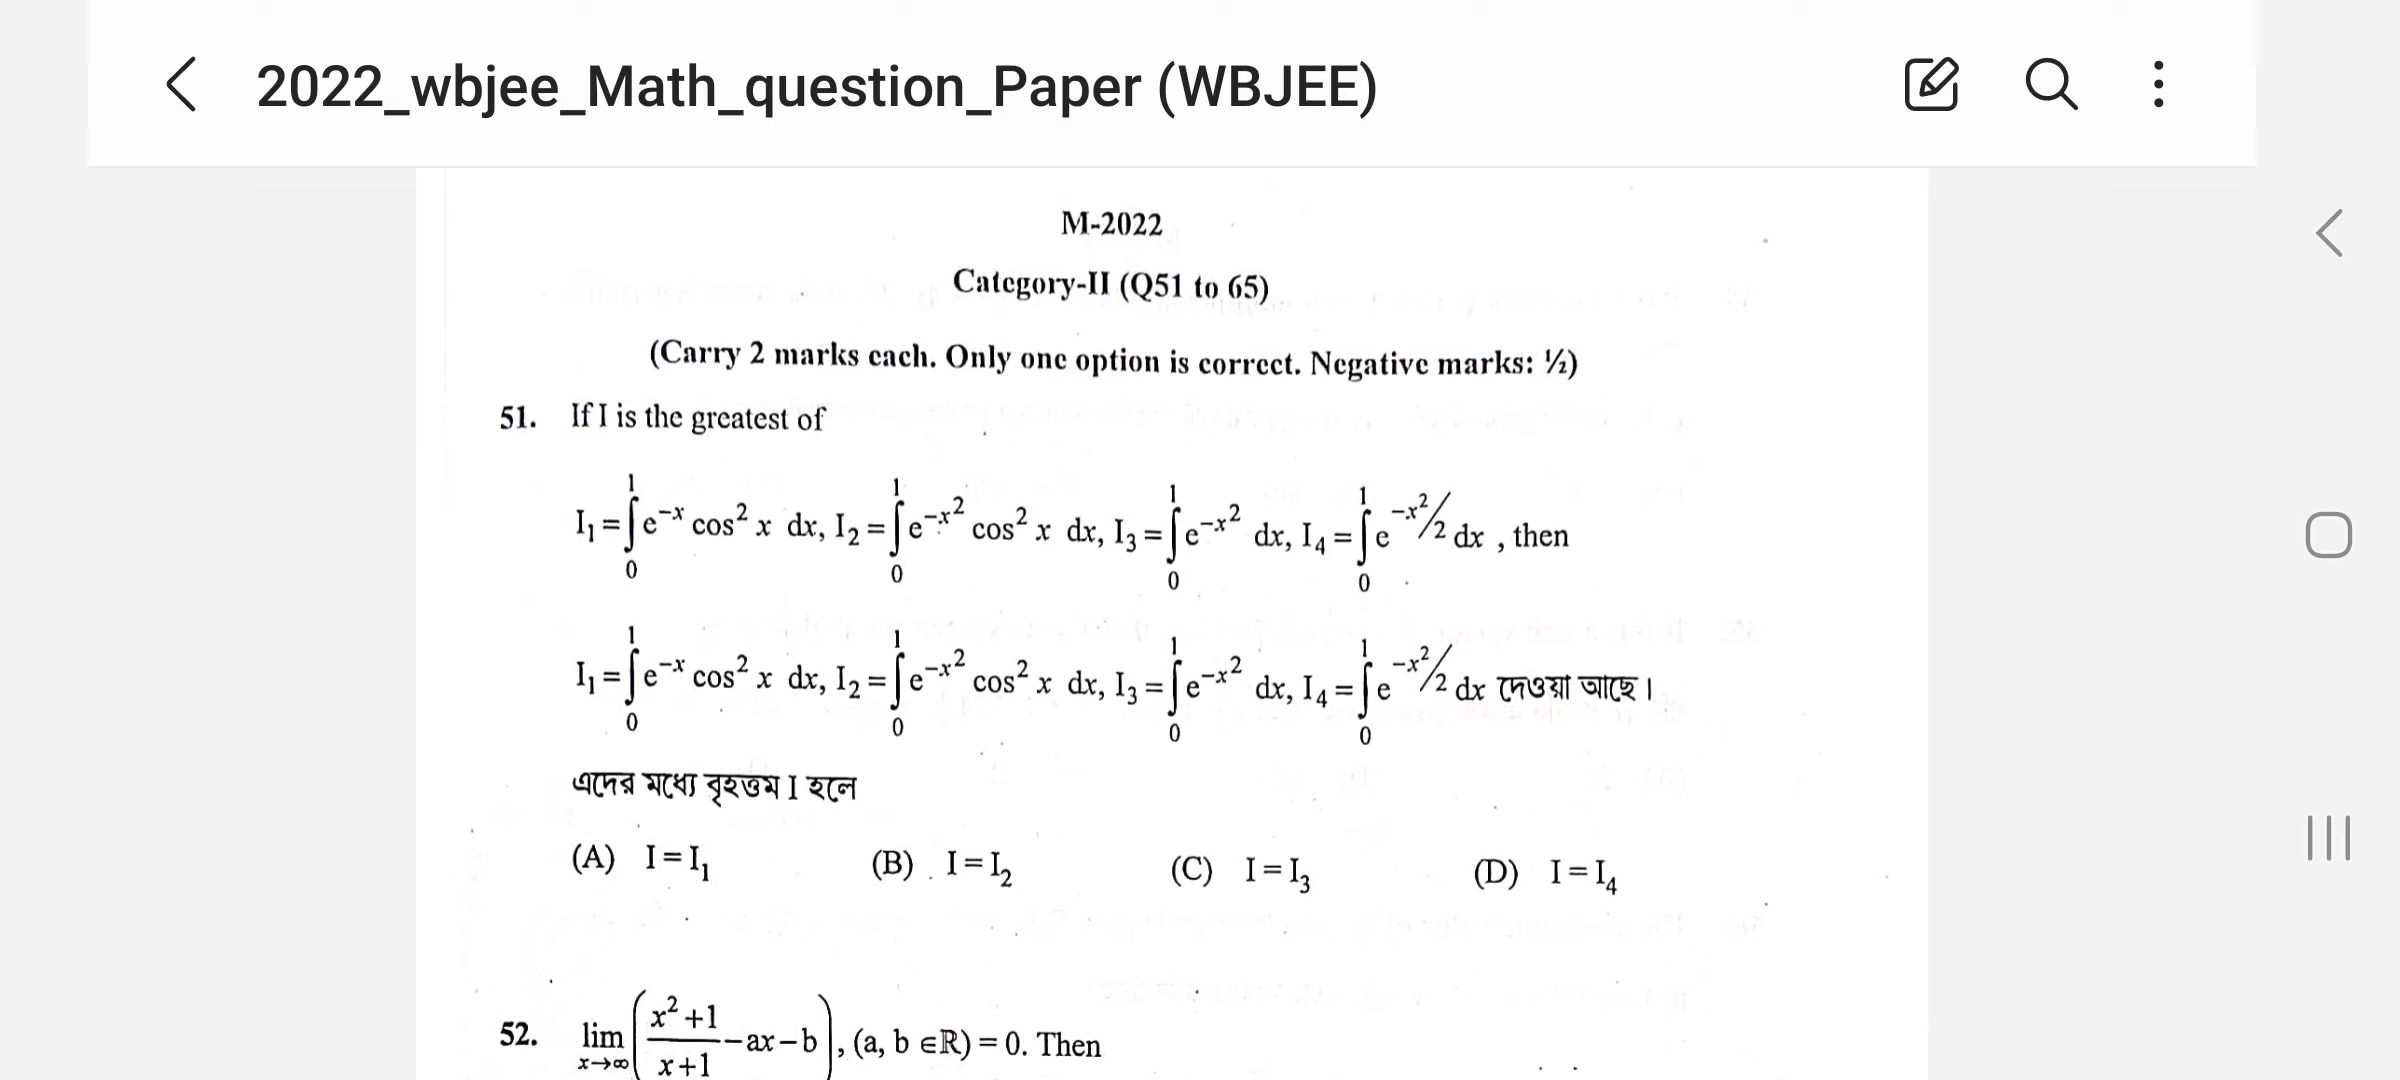 2022_wbjee_Math_question_Paper (WBJEE)
M-2022
Category-II (Q51 to 65)
(Carry 2 marks each. Only one option is correct. Negative marks: ½)
51. If I is the greatest of
I₁ = ∫₀¹ e^(−x) cos² x dx, I₂ = ∫₀¹ e^(−x²) cos² x dx, I₃ = ∫₀¹ e^(−x²) dx, I₄ = ∫₀¹ e^(−x²/2) dx , then
I₁ = ∫₀¹ e^(−x) cos² x dx, I₂ = ∫₀¹ e^(−x²) cos² x dx, I₃ = ∫₀¹ e^(−x²) dx, I₄ = ∫₀¹ e^(−x²/2) dx দেওয়া আছে।
এদের মধ্যে বৃহত্তম I হলে
(A) I = I₁ (B) I = I₂ (C) I = I₃ (D) I = I₄
52. lim x→∞ ((x² + 1)/(x + 1) − ax − b), (a, b ∈ ℝ) = 0. Then